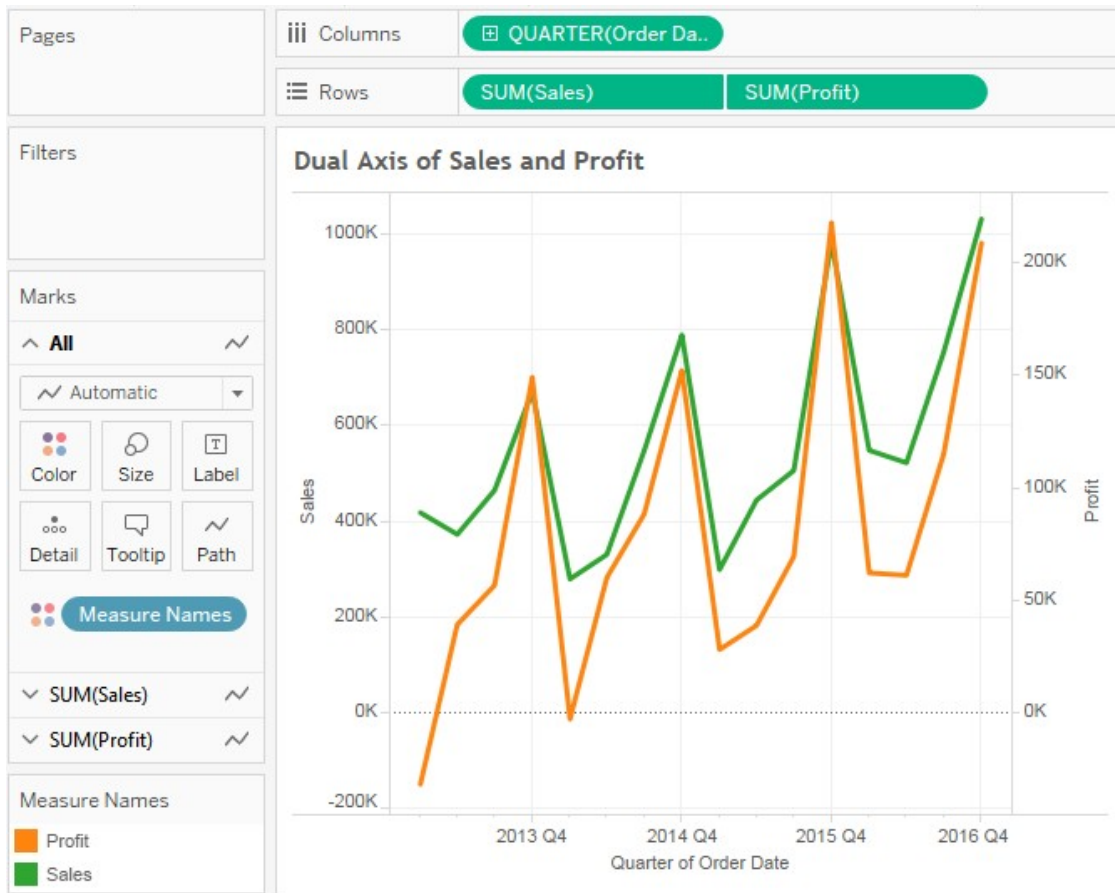 Pages
Columns
QUARTER(Order Da..
Rows
SUM(Sales)
SUM(Profit)
Filters
Marks
All
Automatic
Color
Size
Label
Detail
Tooltip
Path
Measure Names
SUM(Sales)
SUM(Profit)
Measure Names
Profit
Sales
Dual Axis of Sales and Profit
1000K
800K
600K
400K
200K
0K
-200K
Sales
200K
150K
100K
50K
0K
Profit
2013 Q4
2014 Q4
2015 Q4
2016 Q4
Quarter of Order Date